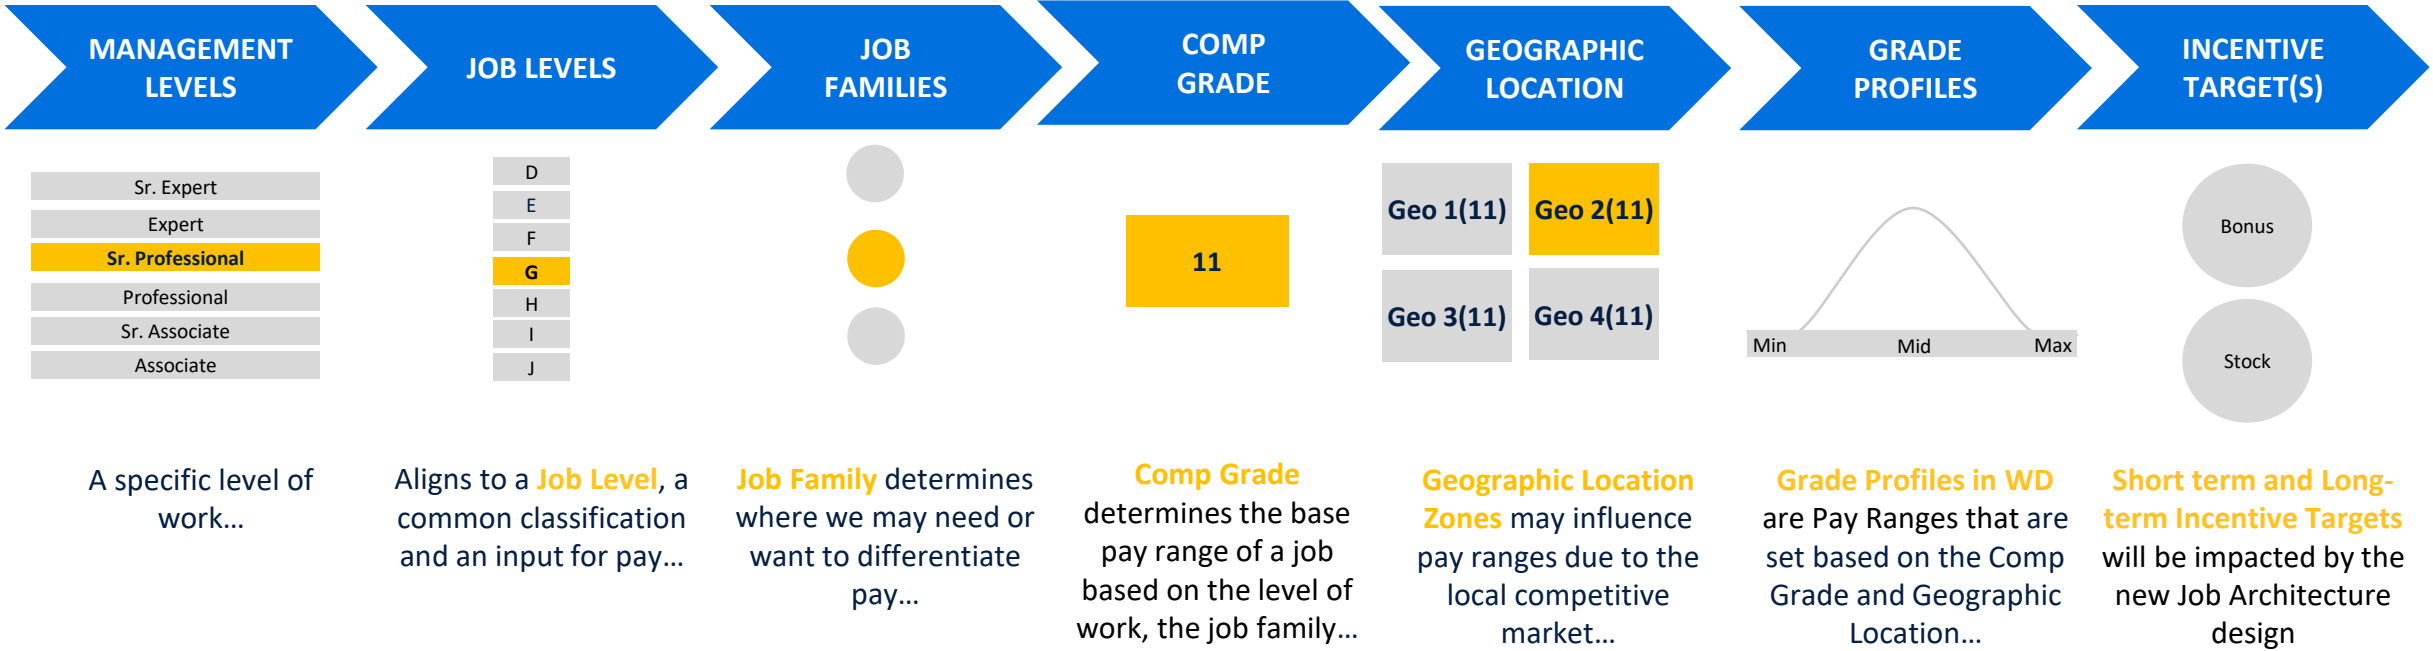 MANAGEMENT
LEVELS
JOB LEVELS
JOB
FAMILIES
COMP
GRADE
GEOGRAPHIC
LOCATION
GRADE
PROFILES
INCENTIVE
TARGET(S)
Sr. Expert
Expert
Sr. Professional
Professional
Sr. Associate
Associate
D
E
F
G
H
I
J
11
Geo 1(11)
Geo 2(11)
Geo 3(11)
Geo 4(11)
Min
Mid
Max
Bonus
Stock
A specific level of
work…
Aligns to a Job Level, a
common classification
and an input for pay…
Job Family determines
where we may need or
want to differentiate
pay…
Comp Grade
determines the base
pay range of a job
based on the level of
work, the job family…
Geographic Location
Zones may influence
pay ranges due to the
local competitive
market…
Grade Profiles in WD
are Pay Ranges that are
set based on the Comp
Grade and Geographic
Location…
Short term and Long-
term Incentive Targets
will be impacted by the
new Job Architecture
design